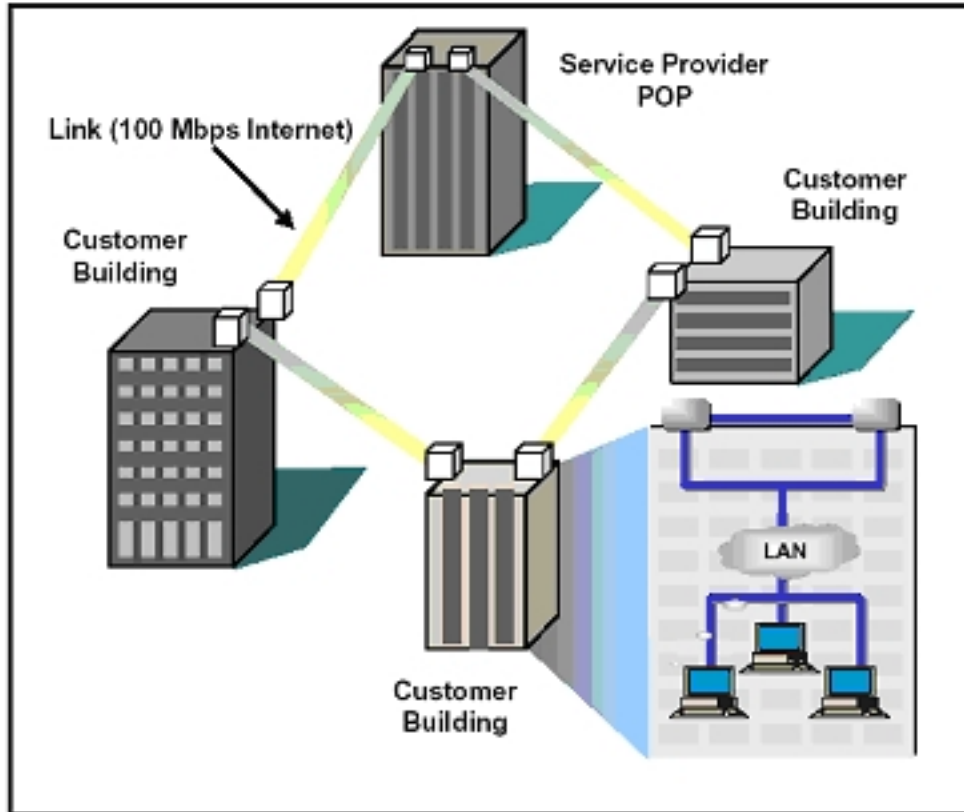 Service Provider
POP
Link (100 Mbps Internet)
Customer
Building
Customer
Building
LAN
Customer
Building